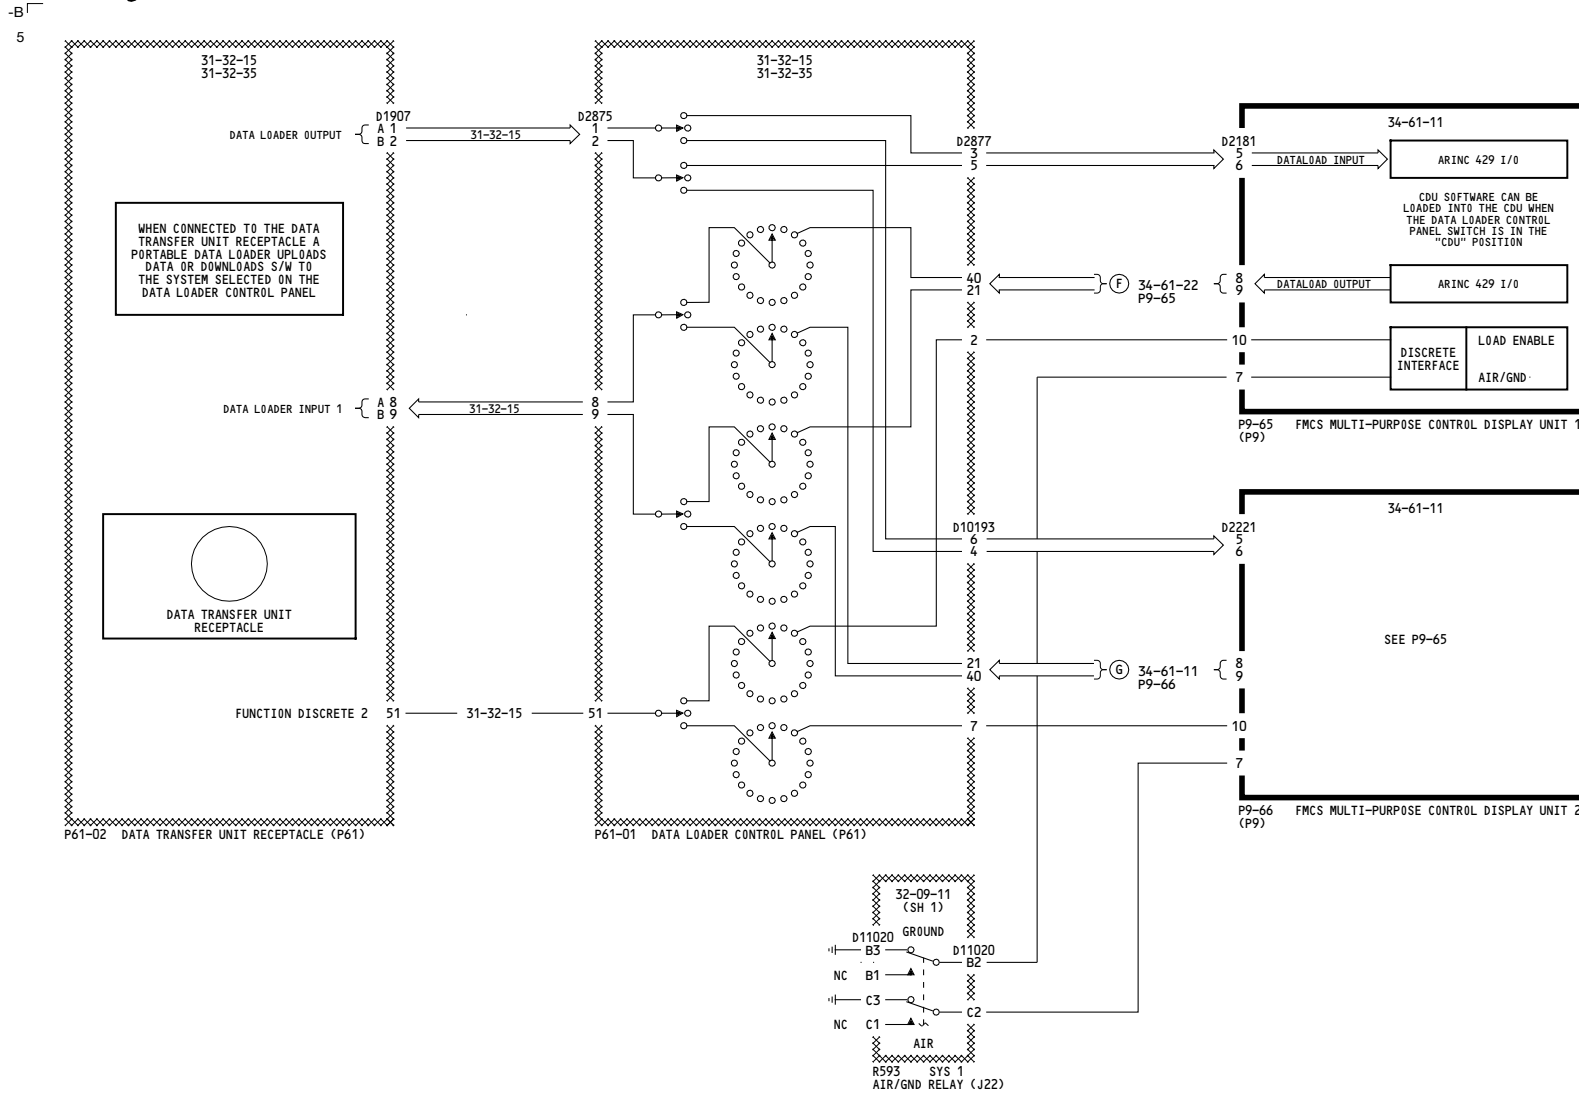 -B
5
31-32-15
31-32-35
D1907
DATA LOADER OUTPUT
A 1
B 2
31-32-15
WHEN CONNECTED TO THE DATA
TRANSFER UNIT RECEPTACLE A
PORTABLE DATA LOADER UPLOADS
DATA OR DOWNLOADS S/W TO
THE SYSTEM SELECTED ON THE
DATA LOADER CONTROL PANEL
DATA LOADER INPUT 1
A 8
B 9
31-32-15
DATA TRANSFER UNIT
RECEPTACLE
FUNCTION DISCRETE 2
51
31-32-15
P61-02 DATA TRANSFER UNIT RECEPTACLE (P61)
31-32-15
31-32-35
D2875
1
2
8
9
51
D2877
3
5
40
21
2
D10193
6
4
21
40
7
P61-01 DATA LOADER CONTROL PANEL (P61)
F
34-61-22
P9-65
G
34-61-11
P9-66
34-61-11
D2181
5
6
DATALOAD INPUT
ARINC 429 I/O
CDU SOFTWARE CAN BE
LOADED INTO THE CDU WHEN
THE DATA LOADER CONTROL
PANEL SWITCH IS IN THE
"CDU" POSITION
8
9
DATALOAD OUTPUT
ARINC 429 I/O
10
7
DISCRETE
INTERFACE
LOAD ENABLE
AIR/GND
P9-65 FMCS MULTI-PURPOSE CONTROL DISPLAY UNIT 1
(P9)
34-61-11
D2221
5
6
SEE P9-65
8
9
10
7
P9-66 FMCS MULTI-PURPOSE CONTROL DISPLAY UNIT 2
(P9)
32-09-11
(SH 1)
GROUND
D11020
B3
D11020
B2
NC B1
C3
C2
NC C1
AIR
R593 SYS 1
AIR/GND RELAY (J22)